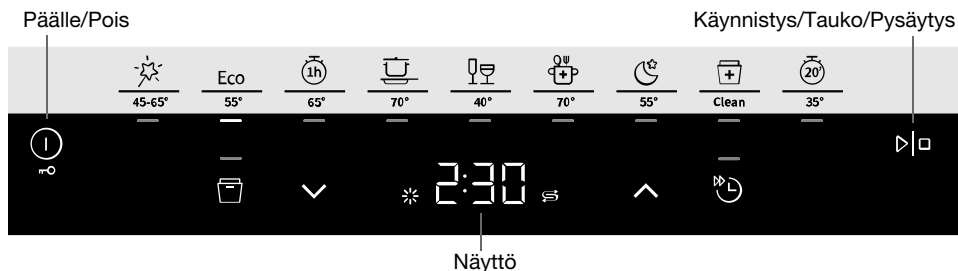 Päälle/Pois
Käynnistys/Tauko/Pysäytys
Eco
1h
20'
45-65°
55°
65°
70°
40°
70°
55°
Clean
35°
2:30
Näyttö